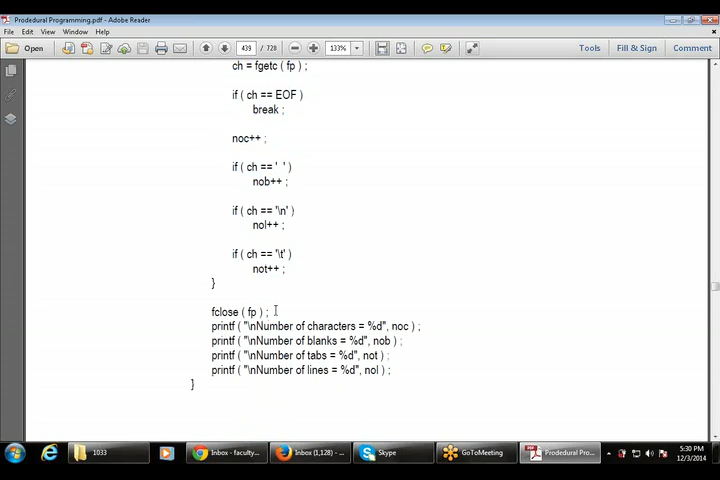 Prodedural Programming.pdf - Adobe Reader
File Edit View Window Help
Open 439 / 728 133% Tools Fill & Sign Comment
ch = fgetc ( fp ) ;
if ( ch == EOF )
break ;
noc++ ;
if ( ch == ' ' )
nob++ ;
if ( ch == '\n' )
nol++ ;
if ( ch == '\t' )
not++ ;
}
fclose ( fp ) ;
printf ( "\nNumber of characters = %d", noc ) ;
printf ( "\nNumber of blanks = %d", nob ) ;
printf ( "\nNumber of tabs = %d", not ) ;
printf ( "\nNumber of lines = %d", nol ) ;
}
1033 Inbox - faculty... Inbox (1,128) - ... Skype GoToMeeting Prodedural Pro... 5:30 PM
12/3/2014